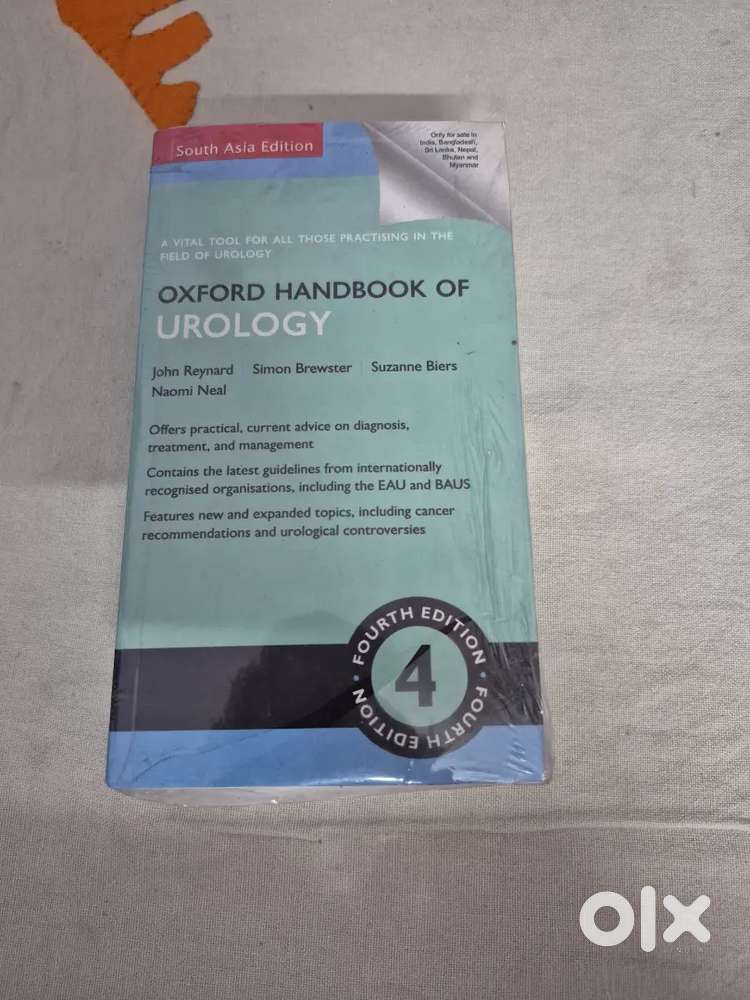 South Asia Edition
Only for sale in
India, Bangladesh,
Sri Lanka, Nepal,
Bhutan and
Myanmar
A VITAL TOOL FOR ALL THOSE PRACTISING IN THE
FIELD OF UROLOGY
OXFORD HANDBOOK OF
UROLOGY
John Reynard Simon Brewster Suzanne Biers
Naomi Neal
Offers practical, current advice on diagnosis,
treatment, and management
Contains the latest guidelines from internationally
recognised organisations, including the EAU and BAUS
Features new and expanded topics, including cancer
recommendations and urological controversies
FOURTH EDITION
4
FOURTH EDITION
olx